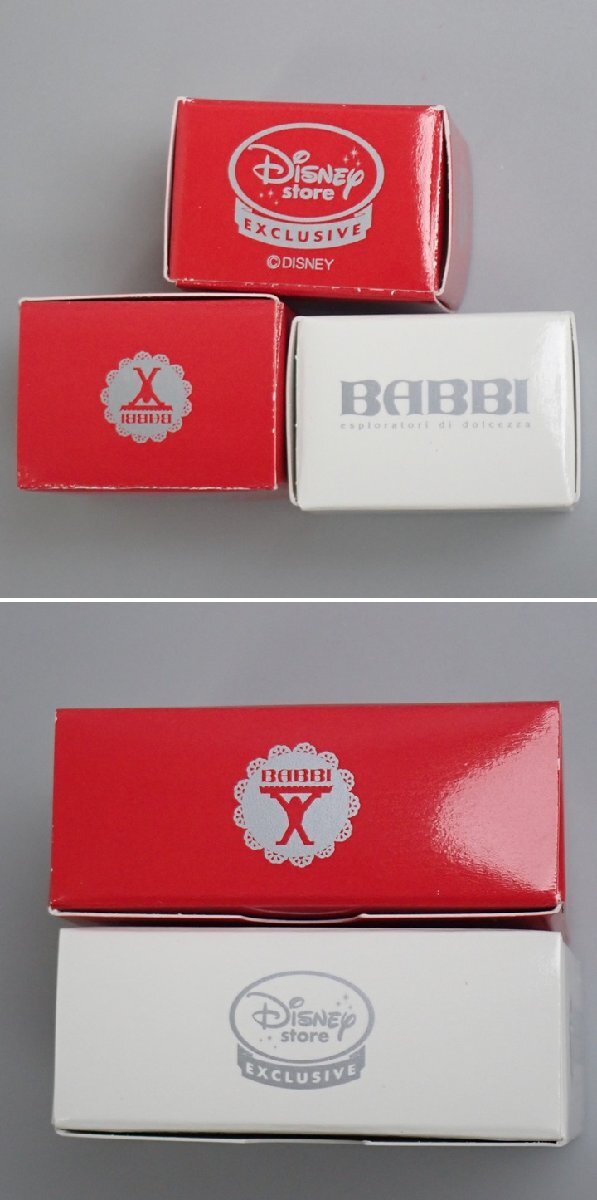 Disney
store
EXCLUSIVE
©DISNEY
BABBI
BABBI
esploratori di dolcezza
BABBI
Disney
store
EXCLUSIVE